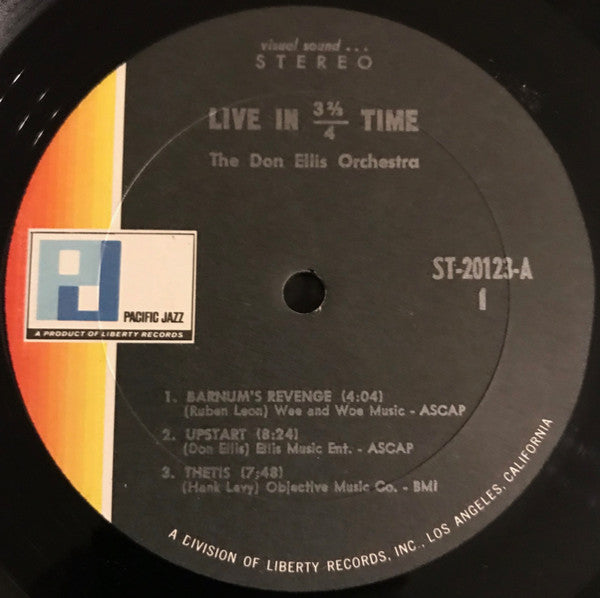 visual sound...
STEREO
LIVE IN 3 2/3/4 TIME
The Don Ellis Orchestra
ST-20123-A
1
PACIFIC JAZZ
A PRODUCT OF LIBERTY RECORDS
1. BARNUM'S REVENGE (4:04)
(Ruben Leon) Wee and Woe Music - ASCAP
2. UPSTART (8:24)
(Don Ellis) Ellis Music Ent. - ASCAP
3. THETIS (7:48)
(Hank Levy) Objective Music Co. - BMI
A DIVISION OF LIBERTY RECORDS, INC., LOS ANGELES, CALIFORNIA